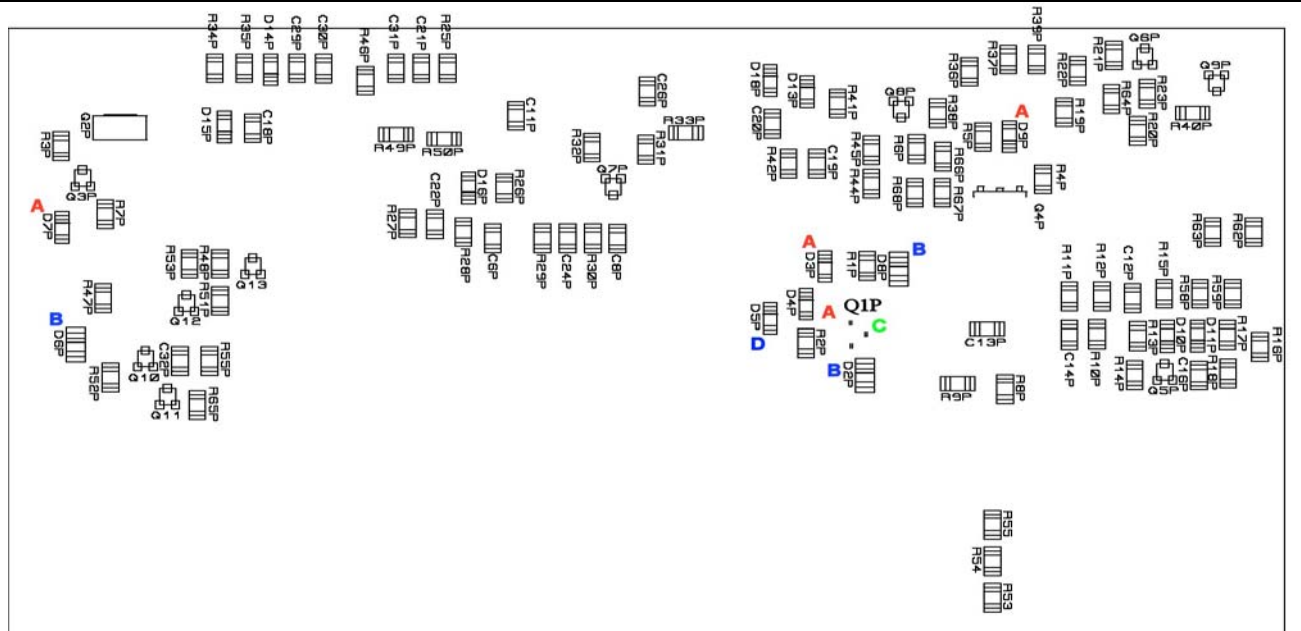 R34P
R35P
D14P
C29P
C30P
R46P
C31P
C21P
R25P
R39P
R37P
R36P
R22P
R21P
Q6P
Q9P
D18P
D13P
R41P
Q8P
R38P
A
D9P
R19P
R64P
R23P
R20P
R40P
C26P
R33P
R31P
C11P
R32P
Q7P
R49P
R50P
D15P
C18P
Q2P
R3P
Q3P
A
D7P
R7P
C20P
R42P
C19P
R45P
R44P
R6P
R66P
R68P
R67P
R5P
R4P
Q4P
R63P
R62P
C22P
D16P
R26P
R27P
R28P
C6P
R29P
C24P
R30P
C8P
R53P
R48P
Q13
R51P
Q12
R47P
B
D6P
R52P
Q10
C32P
R55P
Q11
R65P
A
D3P
R1P
D8P
B
D4P
A
Q1P
C
D5P
D
R2P
B
D2P
C13P
R9P
R8P
R11P
R12P
C12P
R15P
R58P
R59P
C14P
R10P
R13P
D10P
D11P
R17P
R16P
R14P
Q5P
C16P
R18P
R55
R54
R53